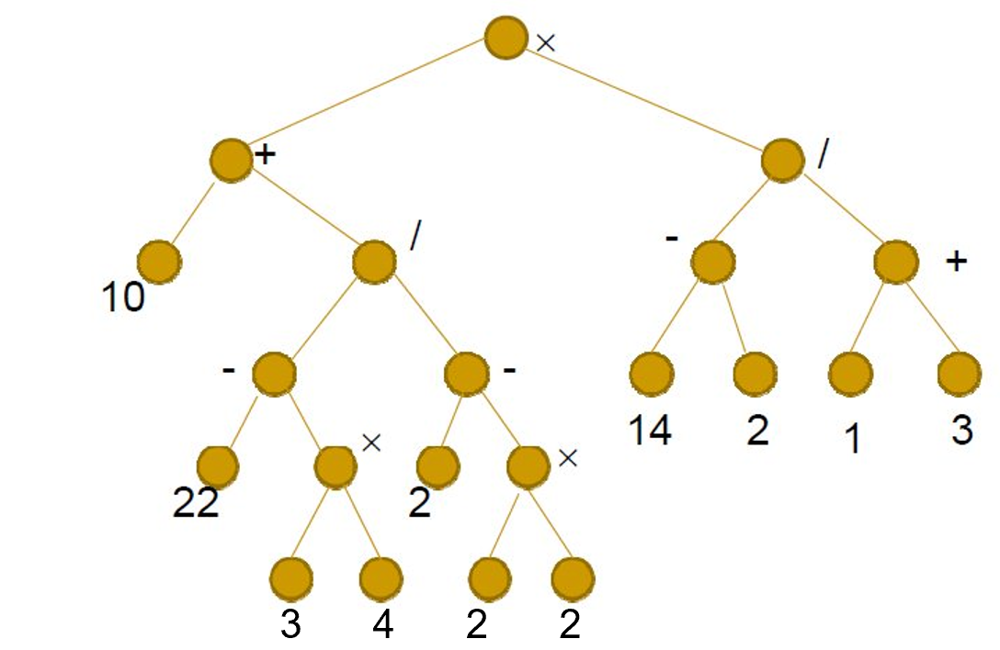 ×
+ /
10 / - +
- - 14 2 1 3
22 × 2 ×
3 4 2 2